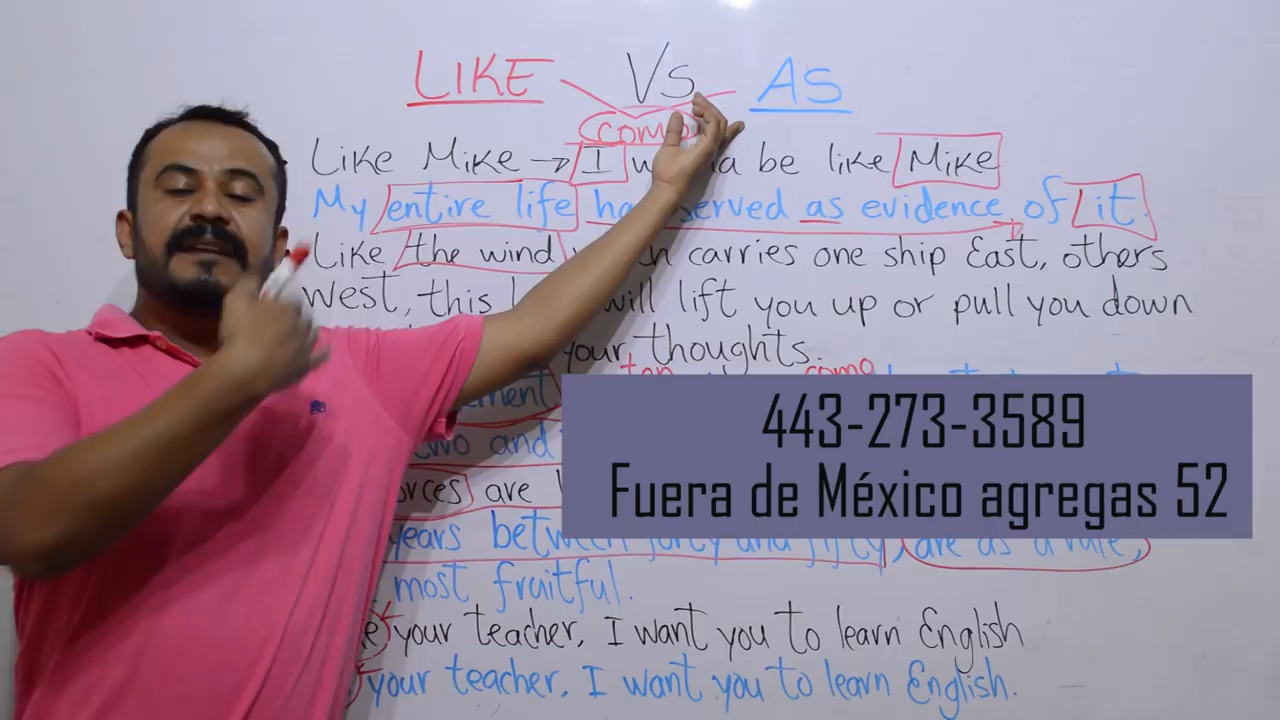 LIKE Vs AS
como
Like Mike → I be like Mike
My entire life served as evidence of it.
Like the wind carries one ship East, others
West, this will lift you up or pull you down
your thoughts.
como
two and
are
443-273-3589
Fuera de México agregas 52
years between forty and fifty, are as a rule,
most fruitful.
your teacher, I want you to learn English
your teacher, I want you to learn English.